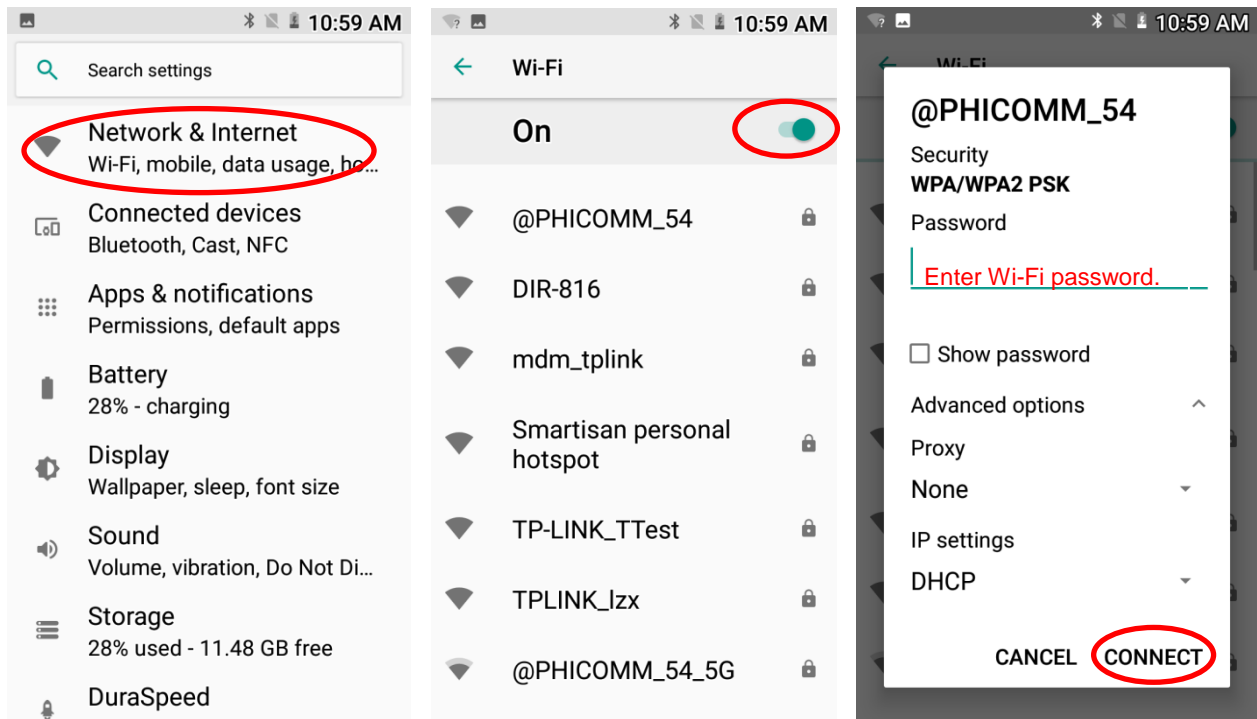 10:59 AM
Search settings
Network & Internet
Wi-Fi, mobile, data usage, ho...
Connected devices
Bluetooth, Cast, NFC
Apps & notifications
Permissions, default apps
Battery
28% - charging
Display
Wallpaper, sleep, font size
Sound
Volume, vibration, Do Not Di...
Storage
28% used - 11.48 GB free
DuraSpeed
10:59 AM
Wi-Fi
On
@PHICOMM_54
DIR-816
mdm_tplink
Smartisan personal
hotspot
TP-LINK_TTest
TPLINK_lzx
@PHICOMM_54_5G
10:59 AM
Wi-Fi
@PHICOMM_54
Security
WPA/WPA2 PSK
Password
Enter Wi-Fi password.
Show password
Advanced options
Proxy
None
IP settings
DHCP
CANCEL CONNECT